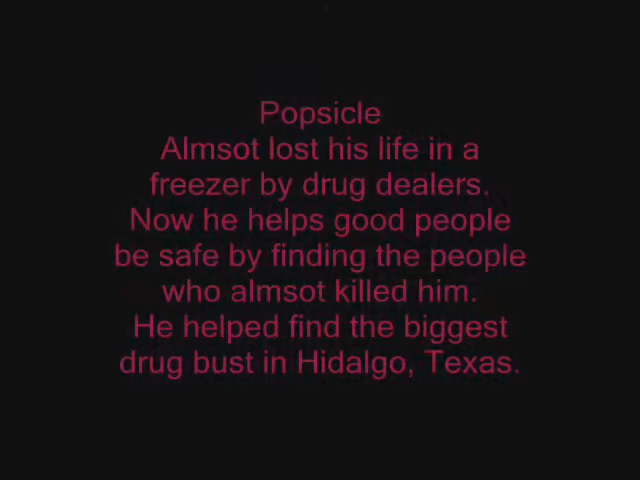 Popsicle
Almsot lost his life in a
freezer by drug dealers.
Now he helps good people
be safe by finding the people
who almsot killed him.
He helped find the biggest
drug bust in Hidalgo, Texas.